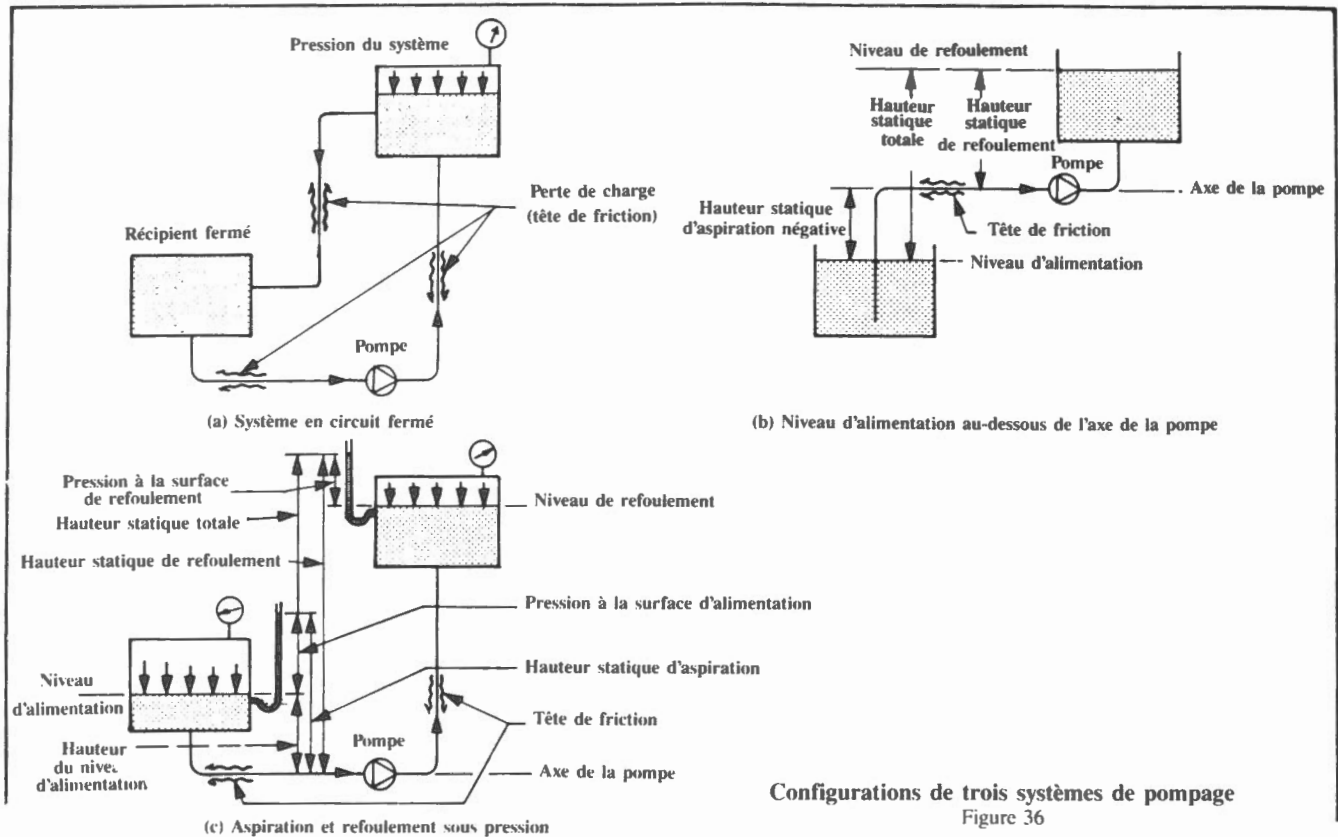 Pression du système
Récipient fermé
Perte de charge
(tête de friction)
Pompe
(a) Système en circuit fermé
Niveau de refoulement
Hauteur
statique
totale
Hauteur
statique
de refoulement
Pompe
Axe de la pompe
Hauteur statique
d'aspiration négative
Tête de friction
Niveau d'alimentation
(b) Niveau d'alimentation au-dessous de l'axe de la pompe
Pression à la surface
de refoulement
Hauteur statique totale
Hauteur statique de refoulement
Niveau de refoulement
Pression à la surface d'alimentation
Hauteur statique d'aspiration
Niveau
d'alimentation
Tête de friction
Hauteur
du nive
d'alimentation
Pompe
Axe de la pompe
(c) Aspiration et refoulement sous pression
Configurations de trois systèmes de pompage
Figure 36